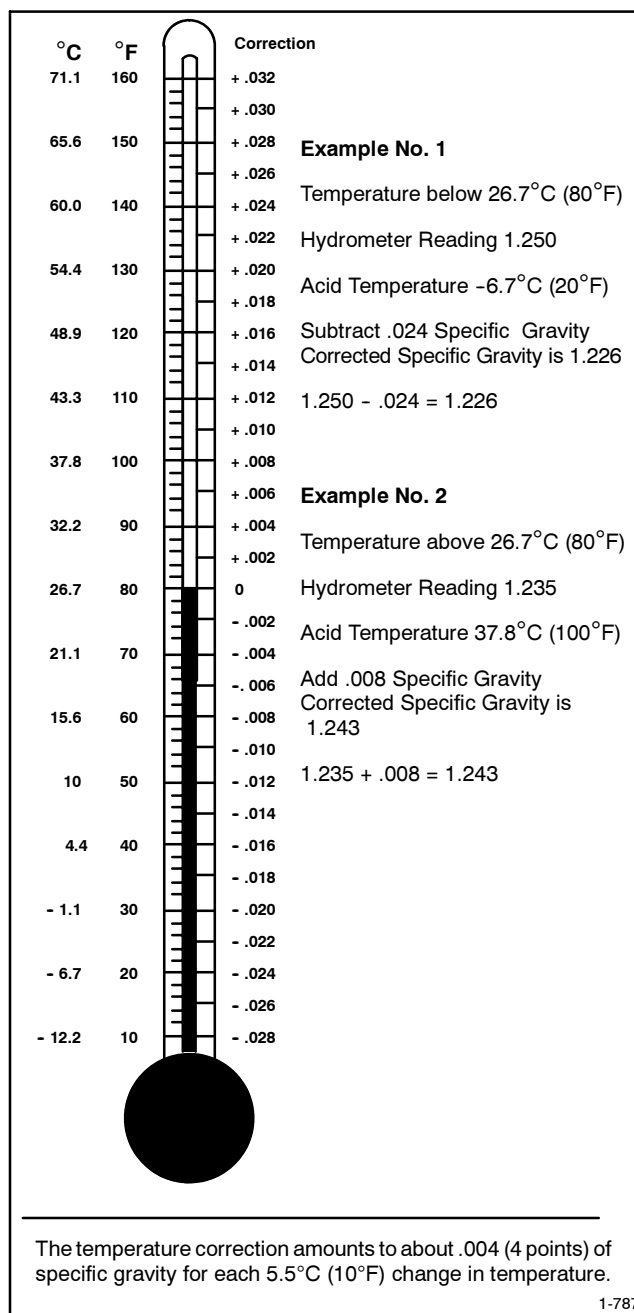 °C °F Correction
71.1 160 + .032
+ .030
65.6 150 + .028
+ .026
60.0 140 + .024
+ .022
54.4 130 + .020
+ .018
48.9 120 + .016
+ .014
43.3 110 + .012
+ .010
37.8 100 + .008
+ .006
32.2 90 + .004
+ .002
26.7 80 0
- .002
21.1 70 - .004
-. 006
15.6 60 - .008
- .010
10 50 - .012
- .014
4.4 40 - .016
- .018
- 1.1 30 - .020
- .022
- 6.7 20 - .024
- .026
- 12.2 10 - .028
Example No. 1
Temperature below 26.7°C (80°F)
Hydrometer Reading 1.250
Acid Temperature -6.7°C (20°F)
Subtract .024 Specific Gravity
Corrected Specific Gravity is 1.226
1.250 - .024 = 1.226
Example No. 2
Temperature above 26.7°C (80°F)
Hydrometer Reading 1.235
Acid Temperature 37.8°C (100°F)
Add .008 Specific Gravity
Corrected Specific Gravity is
1.243
1.235 + .008 = 1.243
The temperature correction amounts to about .004 (4 points) of
specific gravity for each 5.5°C (10°F) change in temperature.
1-787